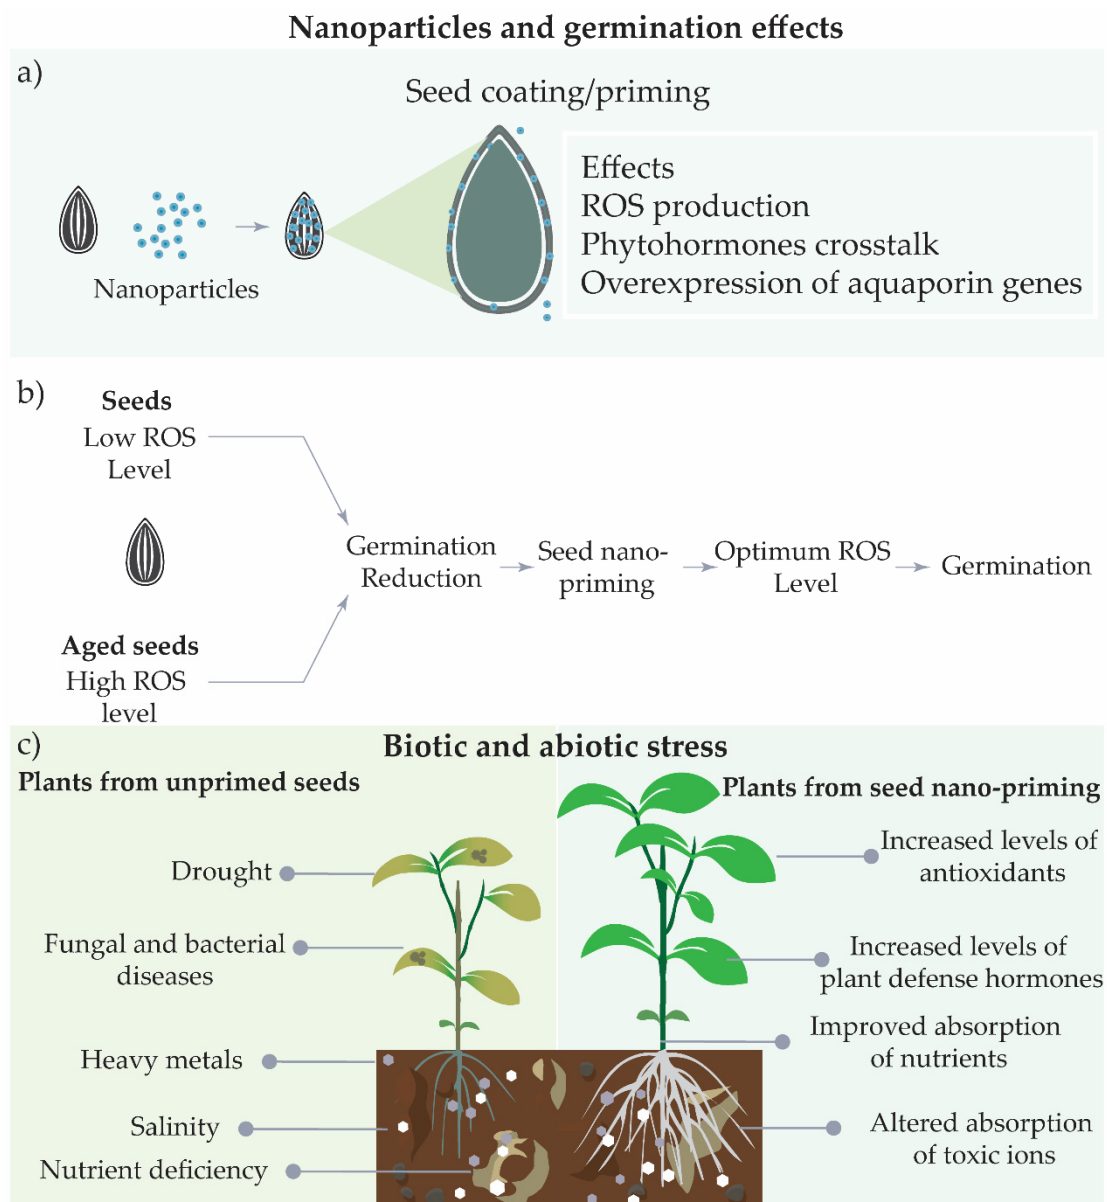 Nanoparticles and germination effects
a)
Seed coating/priming
Nanoparticles
Effects
ROS production
Phytohormones crosstalk
Overexpression of aquaporin genes
b)
Seeds
Low ROS
Level
Aged seeds
High ROS
level
Germination
Reduction
Seed nano-
priming
Optimum ROS
Level
Germination
c)
Biotic and abiotic stress
Plants from unprimed seeds
Drought
Fungal and bacterial
diseases
Heavy metals
Salinity
Nutrient deficiency
Plants from seed nano-priming
Increased levels of
antioxidants
Increased levels of
plant defense hormones
Improved absorption
of nutrients
Altered absorption
of toxic ions